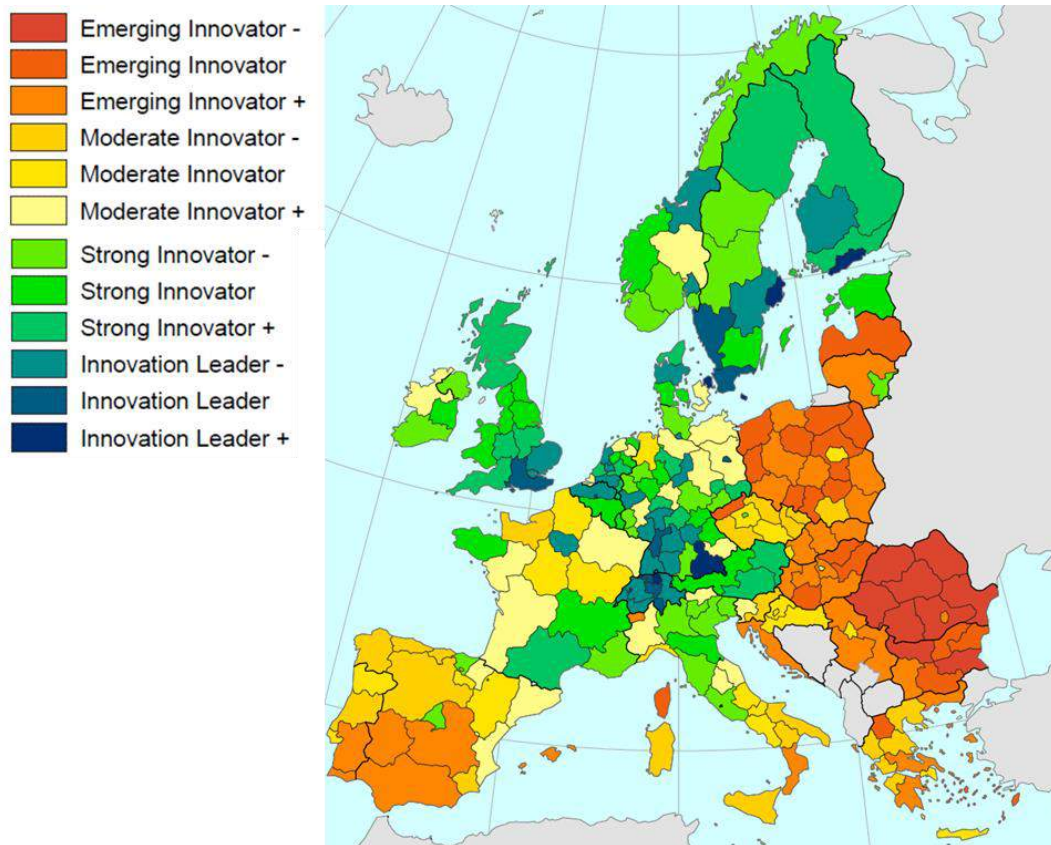 Emerging Innovator -
Emerging Innovator
Emerging Innovator +
Moderate Innovator -
Moderate Innovator
Moderate Innovator +
Strong Innovator -
Strong Innovator
Strong Innovator +
Innovation Leader -
Innovation Leader
Innovation Leader +